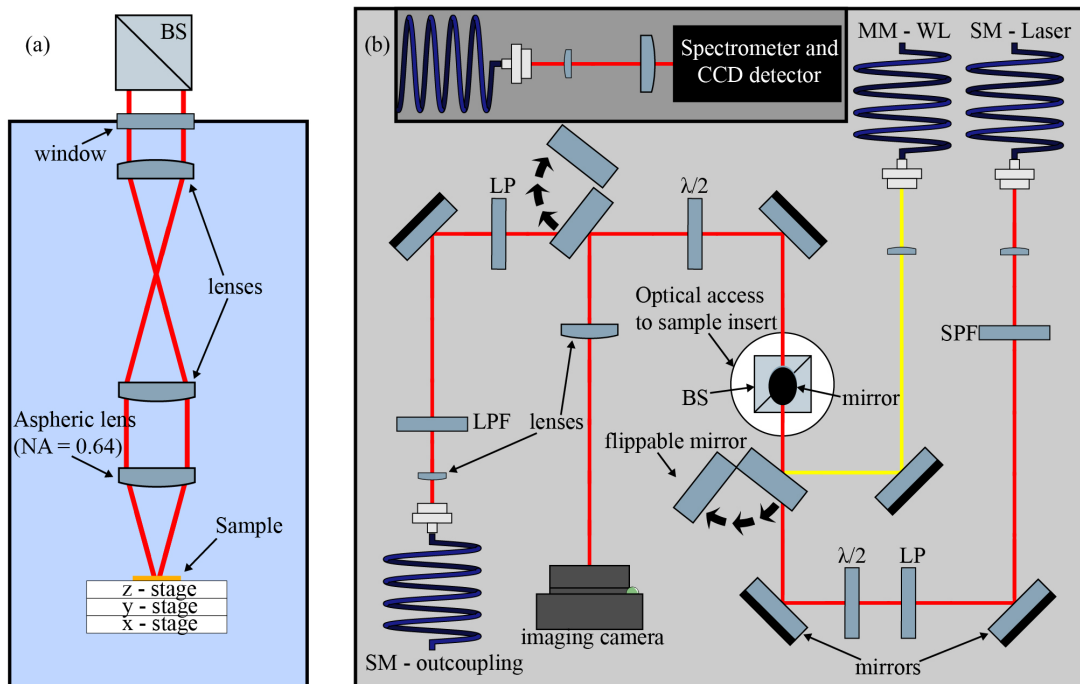 (a)
BS
window
lenses
Aspheric lens
(NA = 0.64)
Sample
z - stage
y - stage
x - stage
(b)
Spectrometer and
CCD detector
MM - WL
SM - Laser
LP
λ/2
Optical access
to sample insert
SPF
BS
mirror
LPF
lenses
flippable mirror
λ/2
LP
imaging camera
SM - outcoupling
mirrors